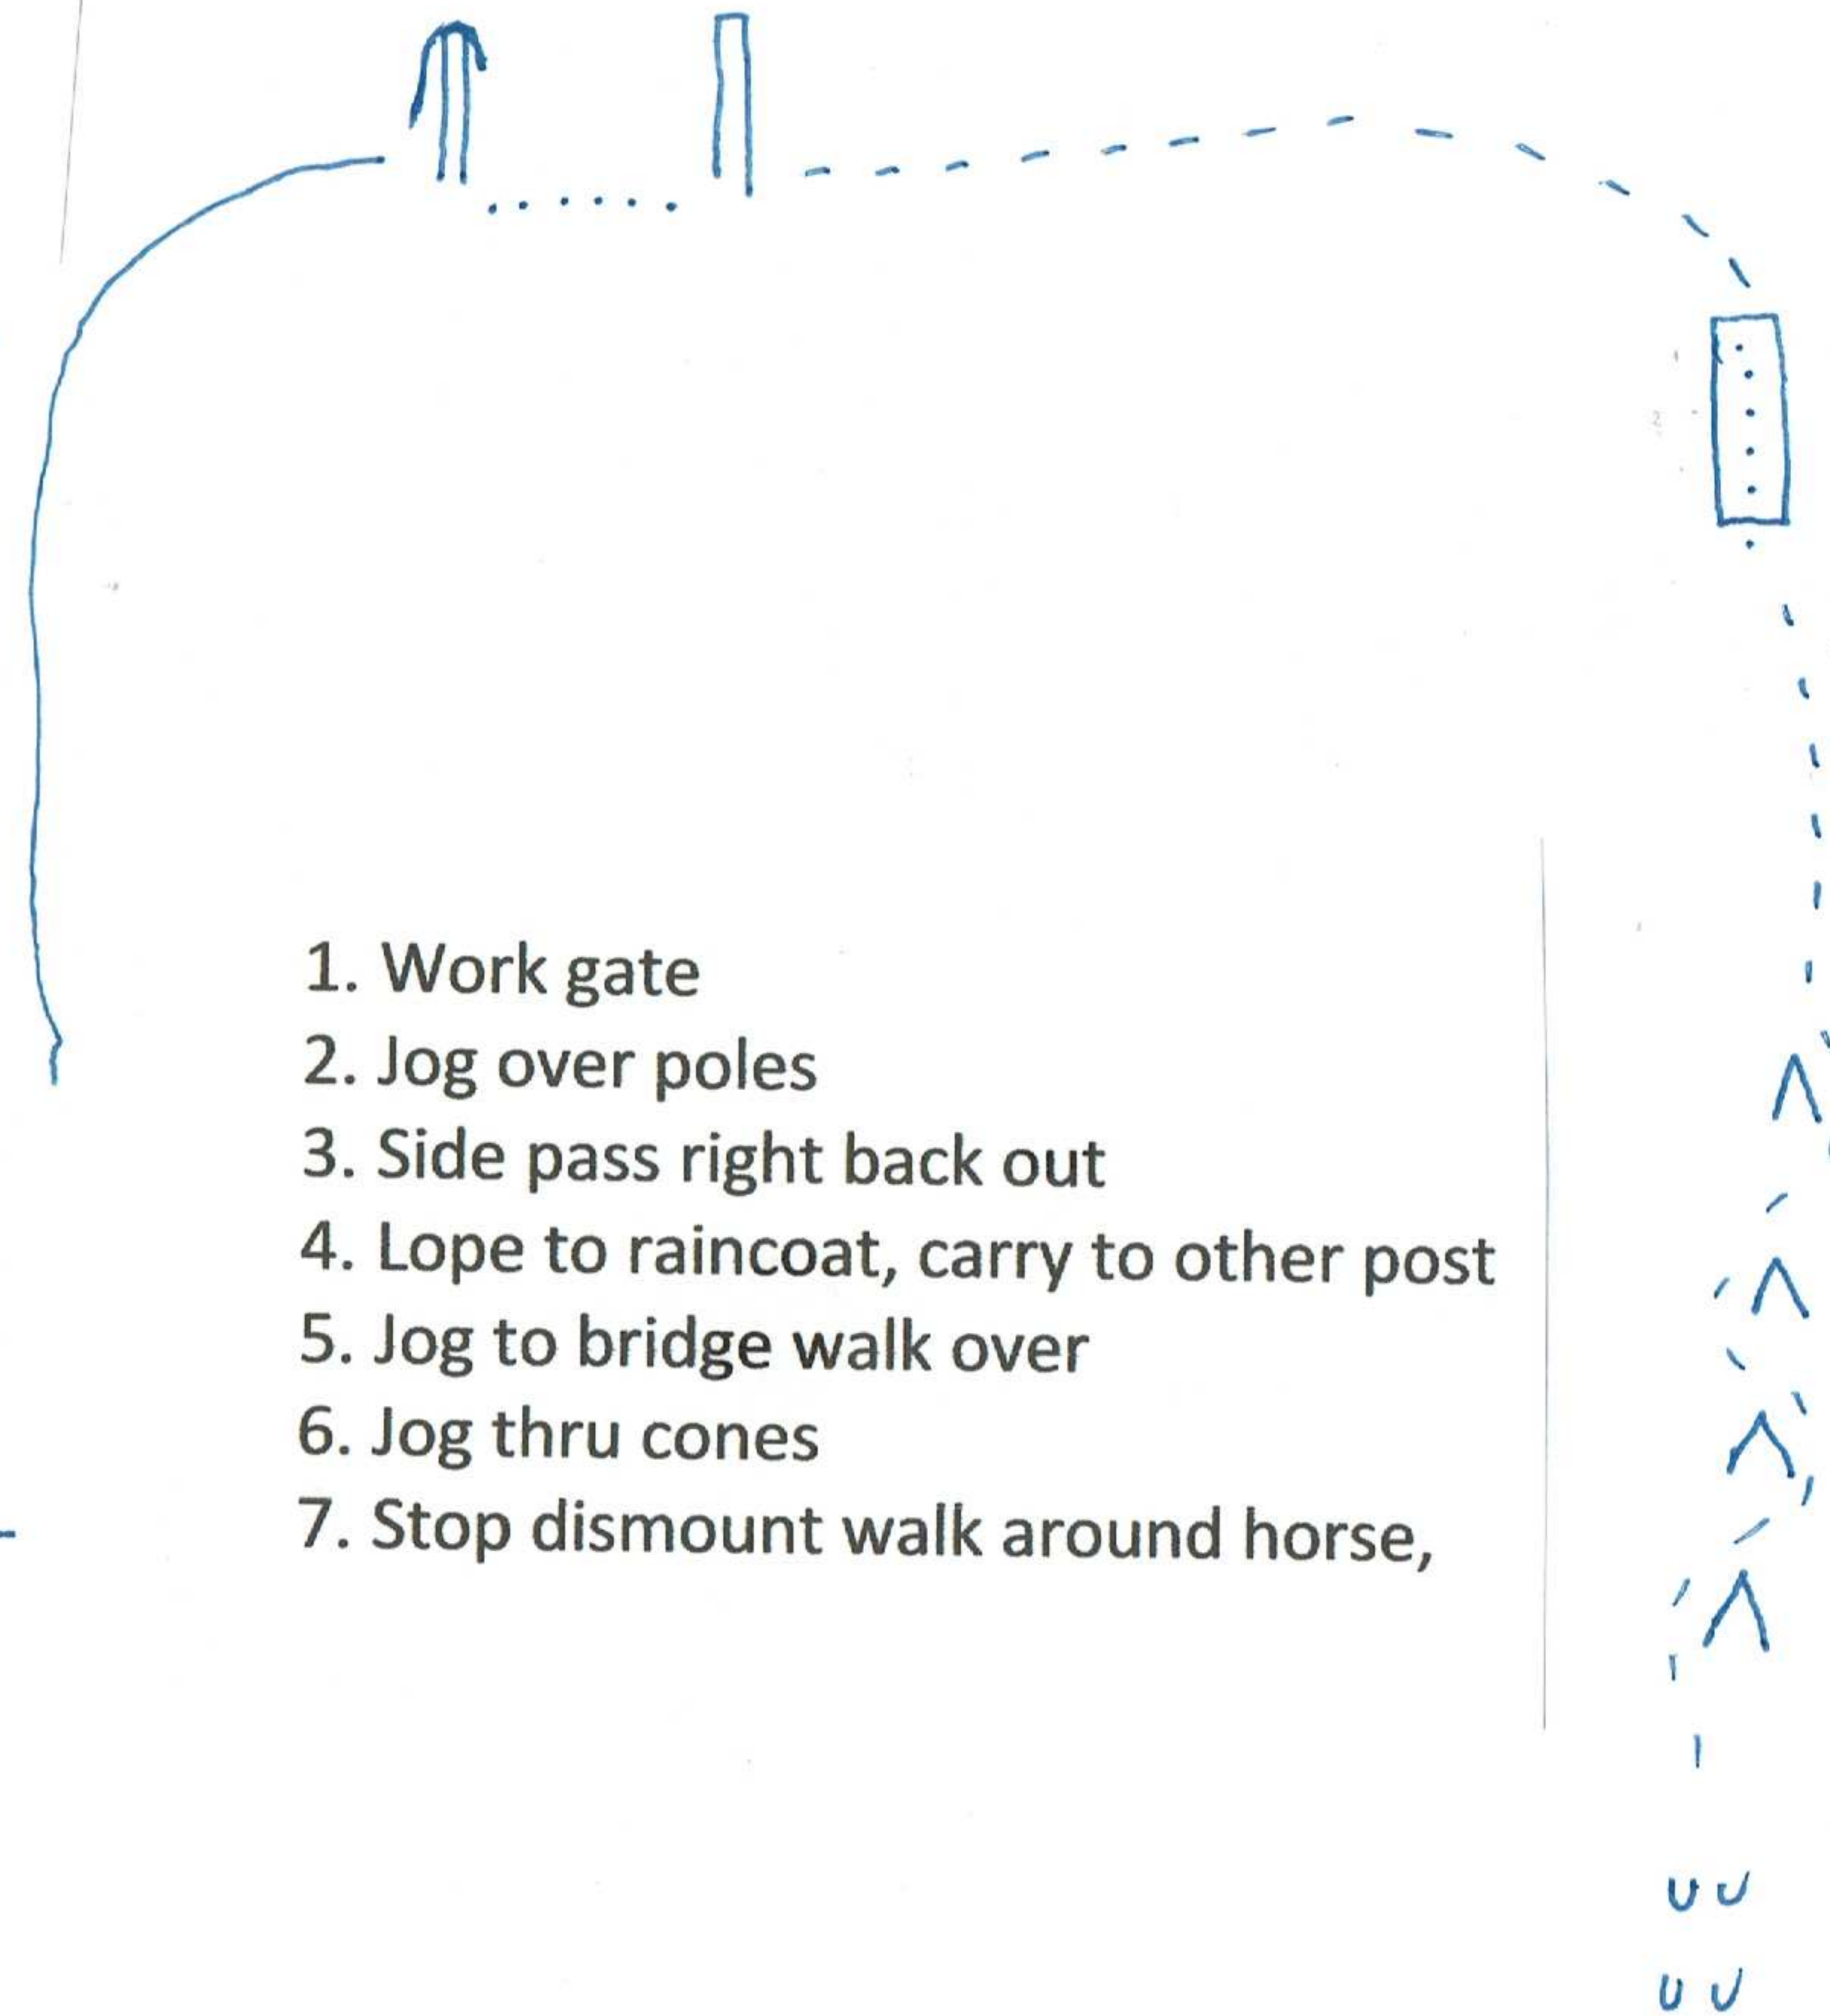 1. Work gate
2. Jog over poles
3. Side pass right back out
4. Lope to raincoat, carry to other post
5. Jog to bridge walk over
6. Jog thru cones
7. Stop dismount walk around horse,